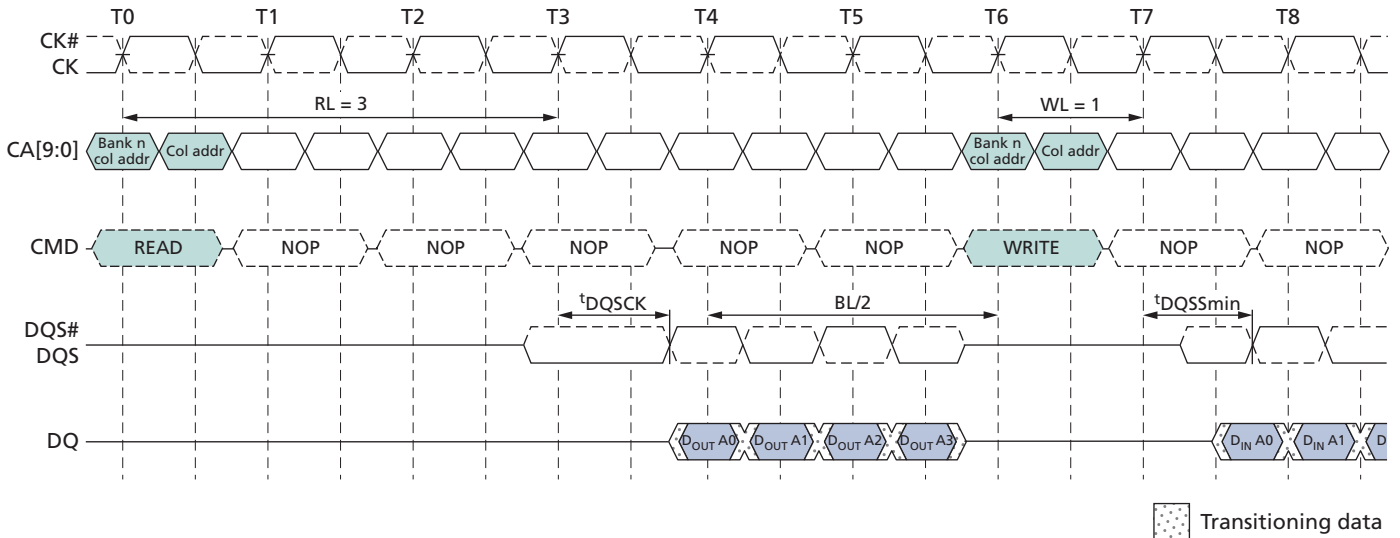 T0 T1 T2 T3 T4 T5 T6 T7 T8
CK#
CK
RL = 3 WL = 1
CA[9:0] Bank n col addr Col addr Bank n col addr Col addr
CMD READ NOP NOP NOP NOP NOP WRITE NOP NOP
tDQSCK BL/2 tDQSSmin
DQS#
DQS
DQ DOUT A0 DOUT A1 DOUT A2 DOUT A3 DIN A0 DIN A1 D
Transitioning data